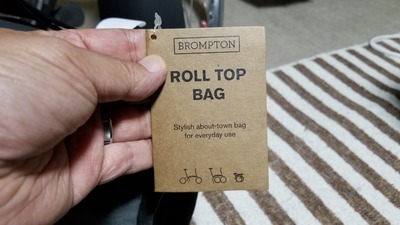 BROMPTON
ROLL TOP
BAG
Stylish about-town bag
for everyday use